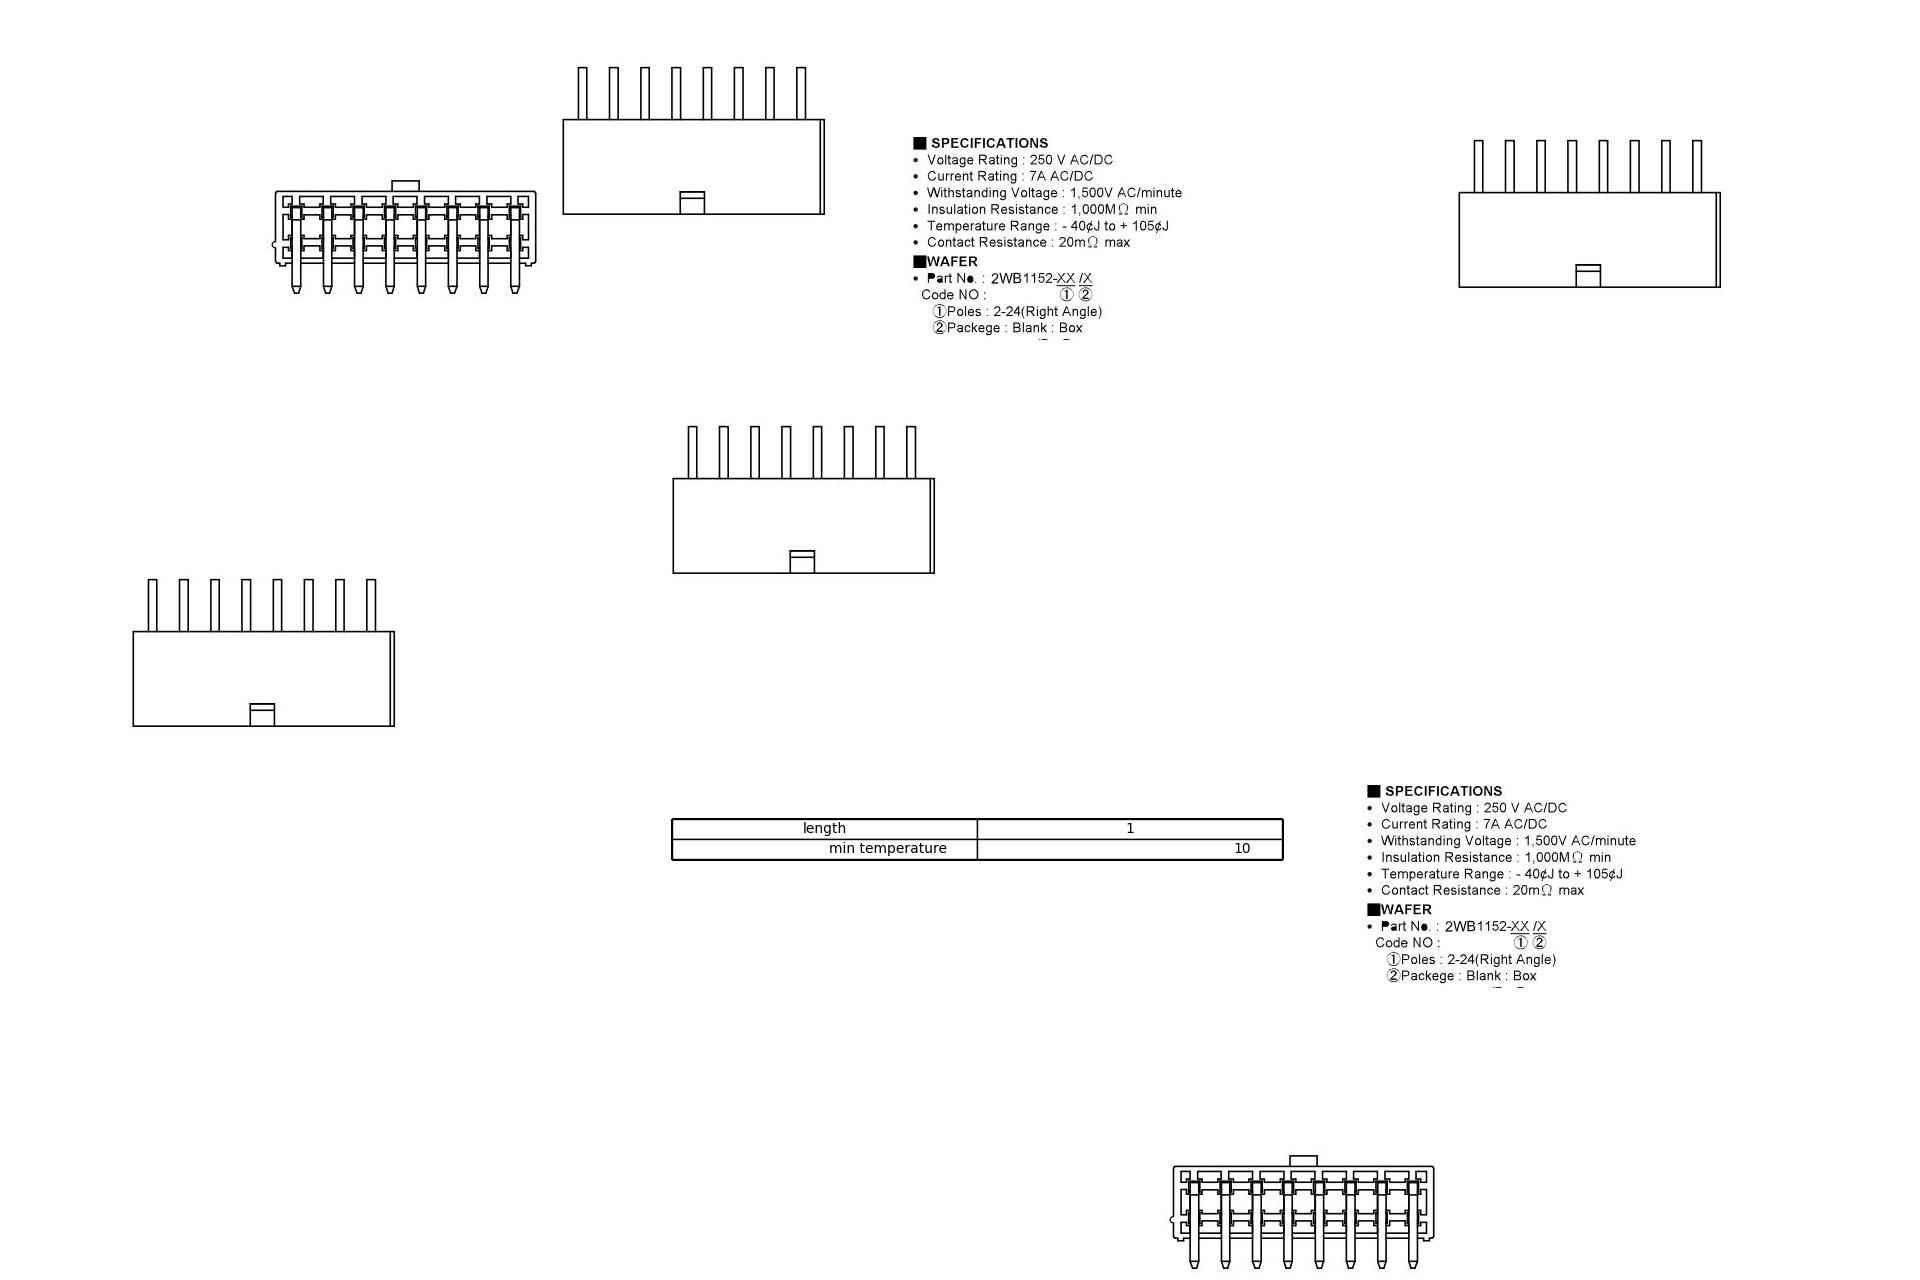 ■ SPECIFICATIONS
• Voltage Rating : 250 V AC/DC
• Current Rating : 7A AC/DC
• Withstanding Voltage : 1,500V AC/minute
• Insulation Resistance : 1,000MΩ min
• Temperature Range : - 40¢J to + 105¢J
• Contact Resistance : 20mΩ max
■WAFER
• Part No. : 2WB1152-XX /X
Code NO : ① ②
①Poles : 2-24(Right Angle)
②Packege : Blank : Box
length 1
min temperature 10
■ SPECIFICATIONS
• Voltage Rating : 250 V AC/DC
• Current Rating : 7A AC/DC
• Withstanding Voltage : 1,500V AC/minute
• Insulation Resistance : 1,000MΩ min
• Temperature Range : - 40¢J to + 105¢J
• Contact Resistance : 20mΩ max
■WAFER
• Part No. : 2WB1152-XX /X
Code NO : ① ②
①Poles : 2-24(Right Angle)
②Packege : Blank : Box